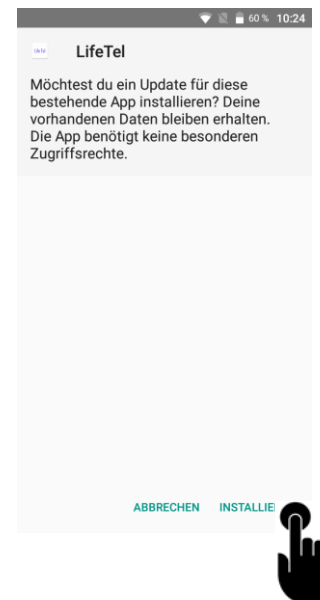 60 % 10:24
LifeTel
Möchtest du ein Update für diese
bestehende App installieren? Deine
vorhandenen Daten bleiben erhalten.
Die App benötigt keine besonderen
Zugriffsrechte.
ABBRECHEN INSTALLIE